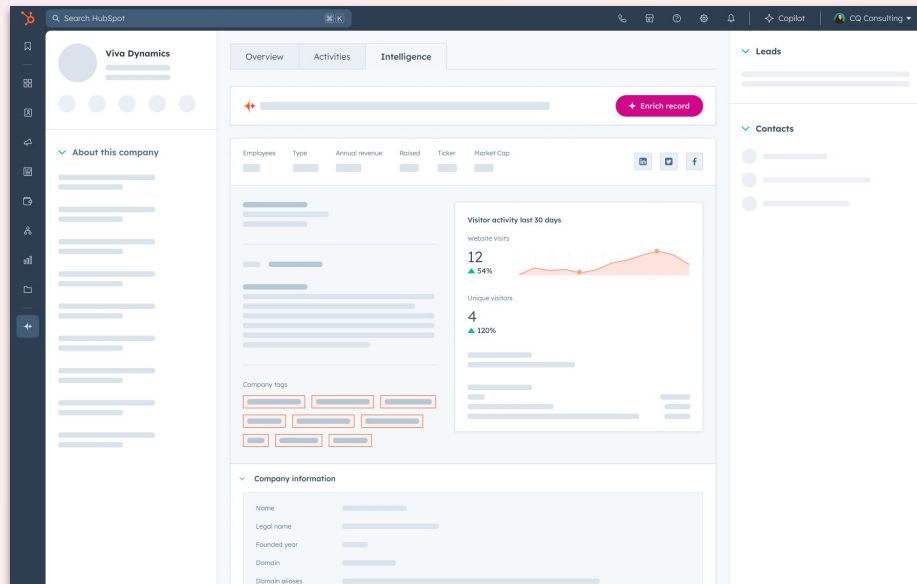 Search HubSpot
⌘ K
Copilot
CQ Consulting
Viva Dynamics
About this company
Overview
Activities
Intelligence
Enrich record
Employees
Type
Annual revenue
Raised
Ticker
Market Cap
Visitor activity last 30 days
Website visits
12
54%
Unique visitors
4
120%
Company tags
Company information
Name
Legal name
Founded year
Domain
Domain aliases
Leads
Contacts